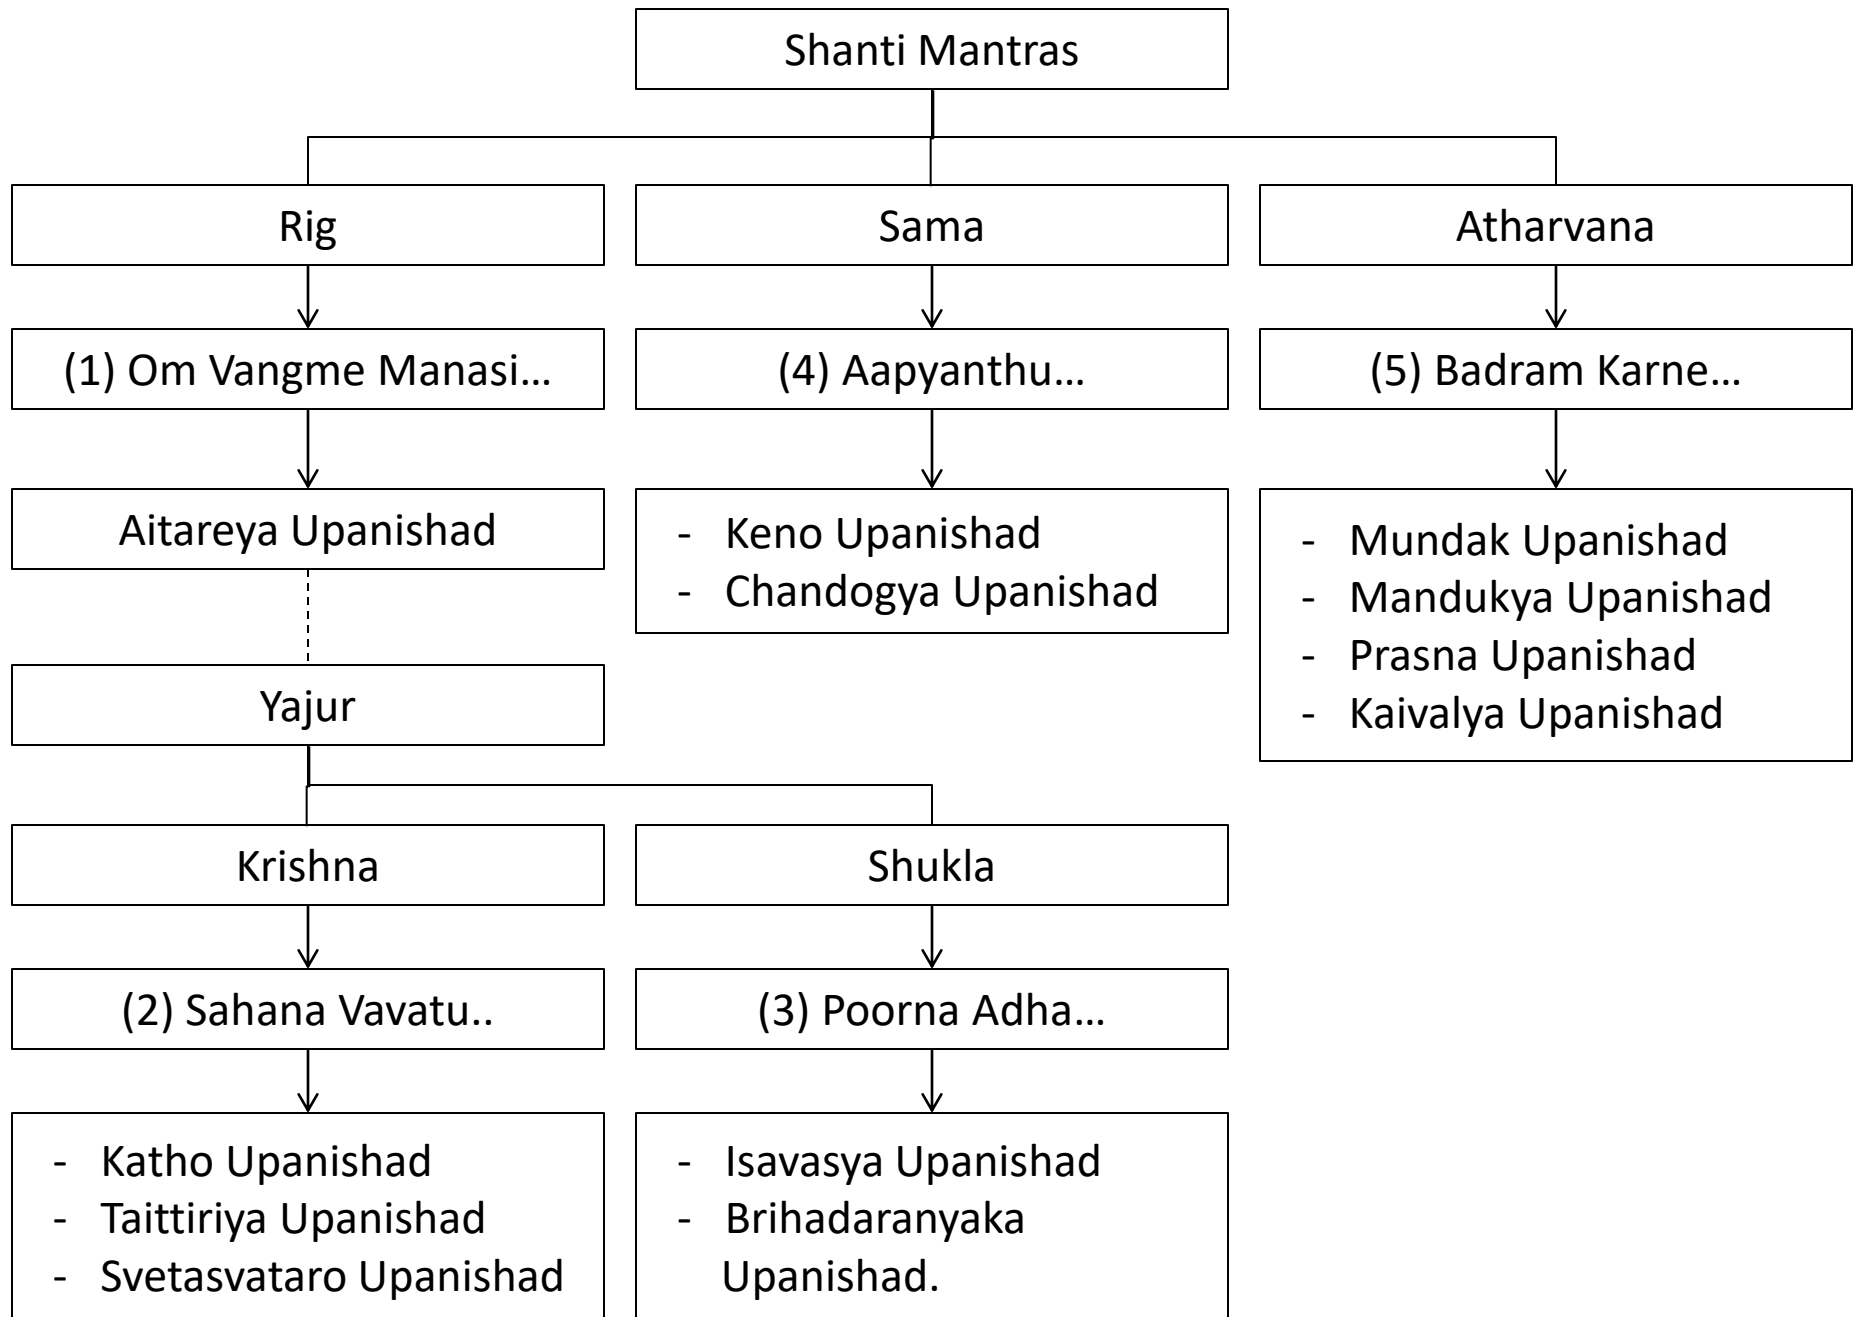 Shanti Mantras
Rig
Sama
Atharvana
(1) Om Vangme Manasi...
(4) Aapyanthu...
(5) Badram Karne...
Aitareya Upanishad
- Keno Upanishad
- Chandogya Upanishad
- Mundak Upanishad
- Mandukya Upanishad
- Prasna Upanishad
- Kaivalya Upanishad
Yajur
Krishna
Shukla
(2) Sahana Vavatu..
(3) Poorna Adha...
- Katho Upanishad
- Taittiriya Upanishad
- Svetasvataro Upanishad
- Isavasya Upanishad
- Brihadaranyaka
Upanishad.